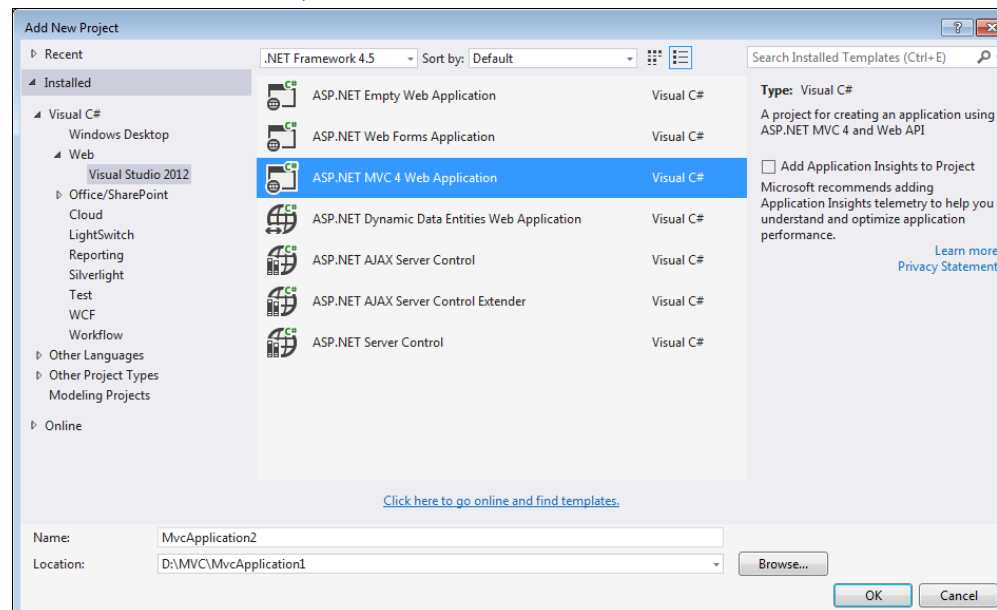 Add New Project
Recent
.NET Framework 4.5 Sort by: Default
Search Installed Templates (Ctrl+E)
Installed
Visual C#
Windows Desktop
Web
Visual Studio 2012
Office/SharePoint
Cloud
LightSwitch
Reporting
Silverlight
Test
WCF
Workflow
Other Languages
Other Project Types
Modeling Projects
Online
C# ASP.NET Empty Web Application Visual C#
C# ASP.NET Web Forms Application Visual C#
C# ASP.NET MVC 4 Web Application Visual C#
C# ASP.NET Dynamic Data Entities Web Application Visual C#
C# ASP.NET AJAX Server Control Visual C#
C# ASP.NET AJAX Server Control Extender Visual C#
C# ASP.NET Server Control Visual C#
Click here to go online and find templates.
Type: Visual C#
A project for creating an application using
ASP.NET MVC 4 and Web API
Add Application Insights to Project
Microsoft recommends adding
Application Insights telemetry to help you
understand and optimize application
performance.
Learn more
Privacy Statement
Name: MvcApplication2
Location: D:\MVC\MvcApplication1
Browse...
OK Cancel